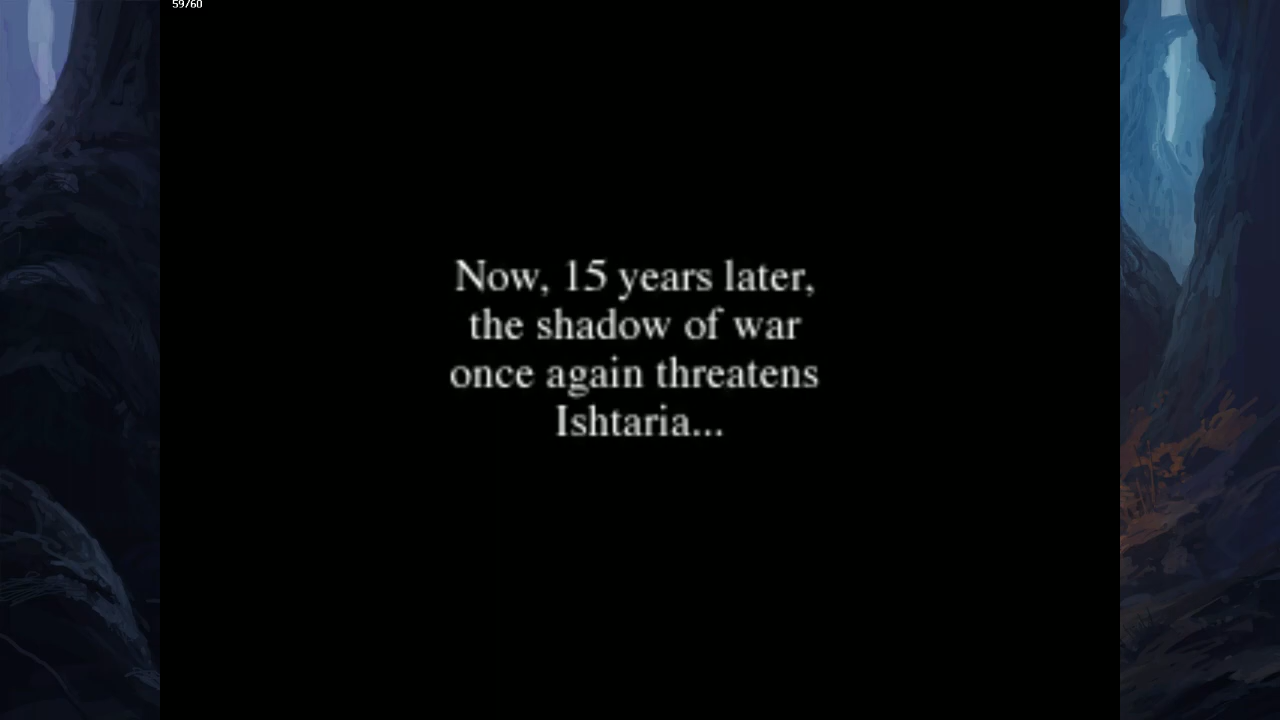 59/60
Now, 15 years later,
the shadow of war
once again threatens
Ishtaria...